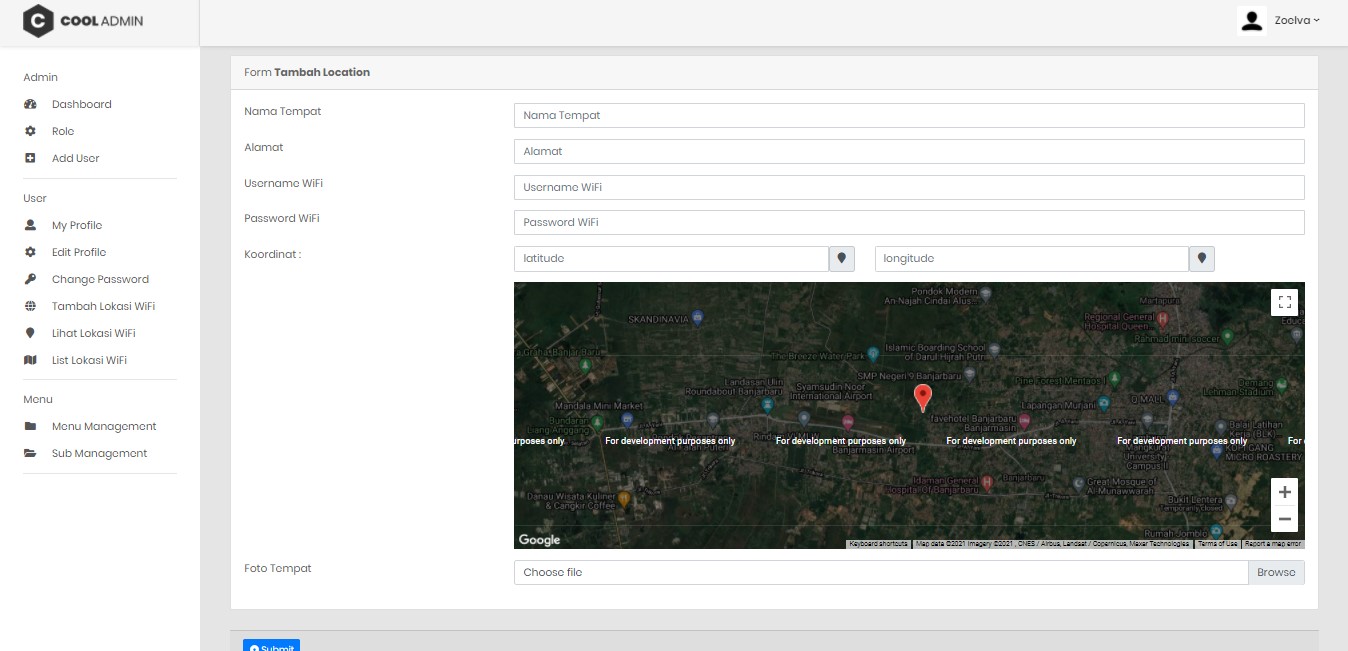 COOL ADMIN
Zoelva
Admin
Dashboard
Role
Add User
User
My Profile
Edit Profile
Change Password
Tambah Lokasi WiFi
Lihat Lokasi WiFi
List Lokasi WiFi
Menu
Menu Management
Sub Management
Form Tambah Location
Nama Tempat
Nama Tempat
Alamat
Alamat
Username WiFi
Username WiFi
Password WiFi
Password WiFi
Koordinat :
latitude
longitude
Pondok Modern
An-Najah Cindai Alus...
Martapura
SKANDINAVIA
Regional General
Hospital Queen...
Rahmad mini soccer
Islamic Boarding School
of Darul Hijrah Putri
The Breeze Water Park
SMP Negeri 9 Banjarbaru
Landasan Ulin
Roundabout Banjarbaru
Syamsudin Noor
International Airport
Pine Forest Mentaos 1
Demang
Lehman Stadium
Mandala Mini Market
Lapangan Murjani
Q MALL
Bundaran
Liang Anggang
favehotel Banjarbaru
Banjarmasin
Balai Latihan
Kerja (BLK)
urposes only
For development purposes only
For development purposes only
For development purposes only
For development purposes only
For
Banjarmasin Airport
Mangkurat
University
Campus II
KOPI GANG
MICRO ROASTERY
Idaman General
Hospital Of Banjarbaru
Banjarbaru
Great Mosque of
Al-Munawwarah
Danau Wisata Kuliner
& Cangkir Coffee
Bukit Lentera
Temporarily closed
Rumah Jomblo
Google
Keyboard shortcuts
Map data ©2021 Imagery ©2021 , CNES / Airbus, Landsat / Copernicus, Maxar Technologies
Terms of Use
Report a map error
Foto Tempat
Choose file
Browse
Submit